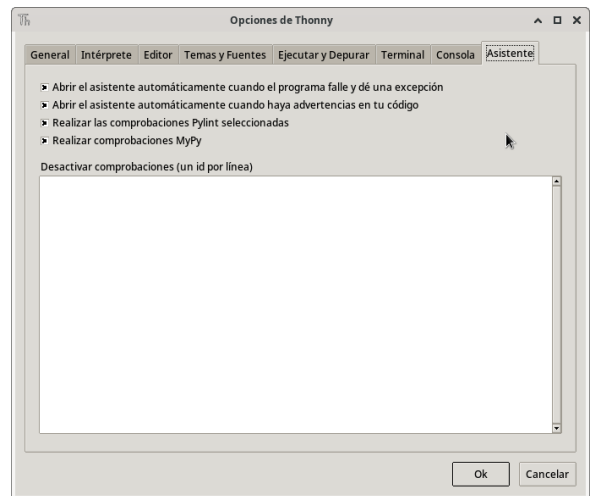 Th
Opciones de Thonny
General Intérprete Editor Temas y Fuentes Ejecutar y Depurar Terminal Consola Asistente
Abrir el asistente automáticamente cuando el programa falle y dé una excepción
Abrir el asistente automáticamente cuando haya advertencias en tu código
Realizar las comprobaciones Pylint seleccionadas
Realizar comprobaciones MyPy
Desactivar comprobaciones (un id por línea)
Ok Cancelar